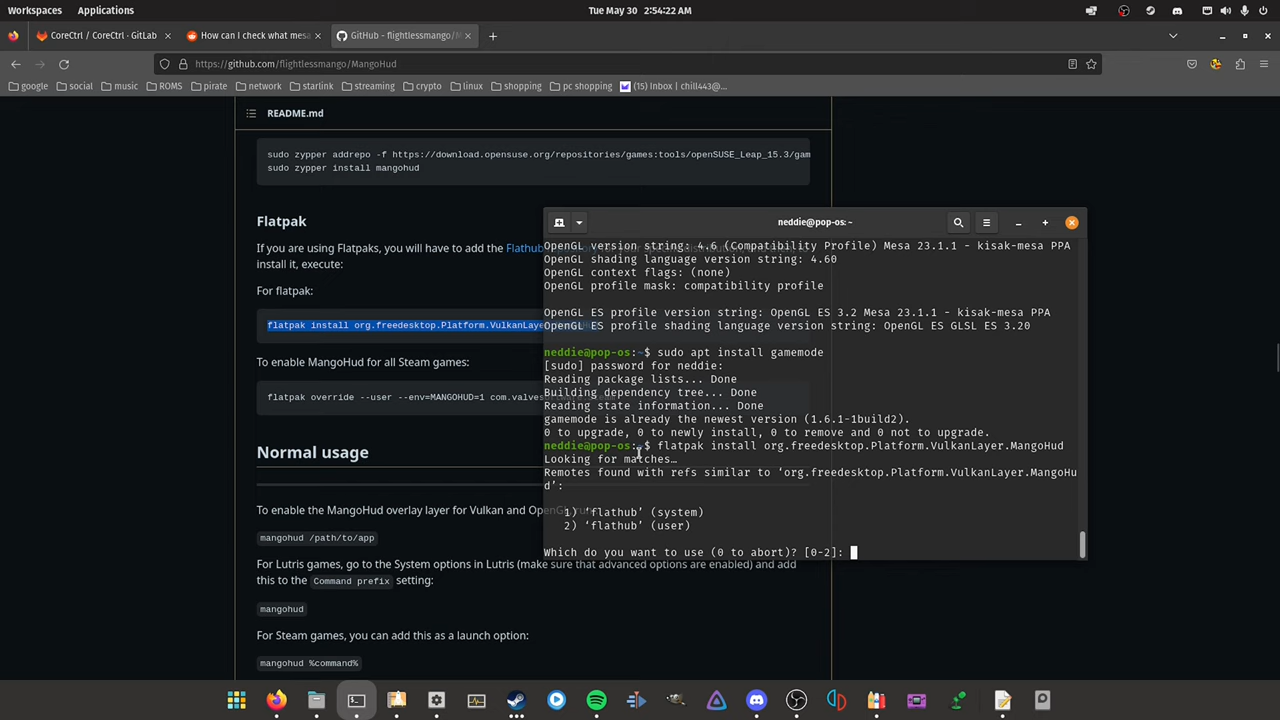 Workspaces Applications Tue May 30 2:54:22 AM
CoreCtrl / CoreCtrl · GitLab × How can I check what mesa × GitHub - flightlessmango/M ×
https://github.com/flightlessmango/MangoHud
google social music ROMS pirate network starlink streaming crypto linux shopping pc shopping (15) Inbox | chill443@...
README.md
sudo zypper addrepo -f https://download.opensuse.org/repositories/games:tools/openSUSE_Leap_15.3/gam
sudo zypper install mangohud
Flatpak
If you are using Flatpaks, you will have to add the Flathub
install it, execute:
For flatpak:
flatpak install org.freedesktop.Platform.VulkanLaye
To enable MangoHud for all Steam games:
flatpak override --user --env=MANGOHUD=1 com.valves
Normal usage
To enable the MangoHud overlay layer for Vulkan and OpenGL, run
mangohud /path/to/app
For Lutris games, go to the System options in Lutris (make sure that advanced options are enabled) and add
this to the Command prefix setting:
mangohud
For Steam games, you can add this as a launch option:
mangohud %command%
neddie@pop-os: ~
OpenGL version string: 4.6 (Compatibility Profile) Mesa 23.1.1 - kisak-mesa PPA
OpenGL shading language version string: 4.60
OpenGL context flags: (none)
OpenGL profile mask: compatibility profile
OpenGL ES profile version string: OpenGL ES 3.2 Mesa 23.1.1 - kisak-mesa PPA
OpenGL ES profile shading language version string: OpenGL ES GLSL ES 3.20
neddie@pop-os:~$ sudo apt install gamemode
[sudo] password for neddie:
Reading package lists... Done
Building dependency tree... Done
Reading state information... Done
gamemode is already the newest version (1.6.1-1build2).
0 to upgrade, 0 to newly install, 0 to remove and 0 not to upgrade.
neddie@pop-os:~$ flatpak install org.freedesktop.Platform.VulkanLayer.MangoHud
Looking for matches…
Remotes found with refs similar to ‘org.freedesktop.Platform.VulkanLayer.MangoHu
d’:
1) ‘flathub’ (system)
2) ‘flathub’ (user)
Which do you want to use (0 to abort)? [0-2]: